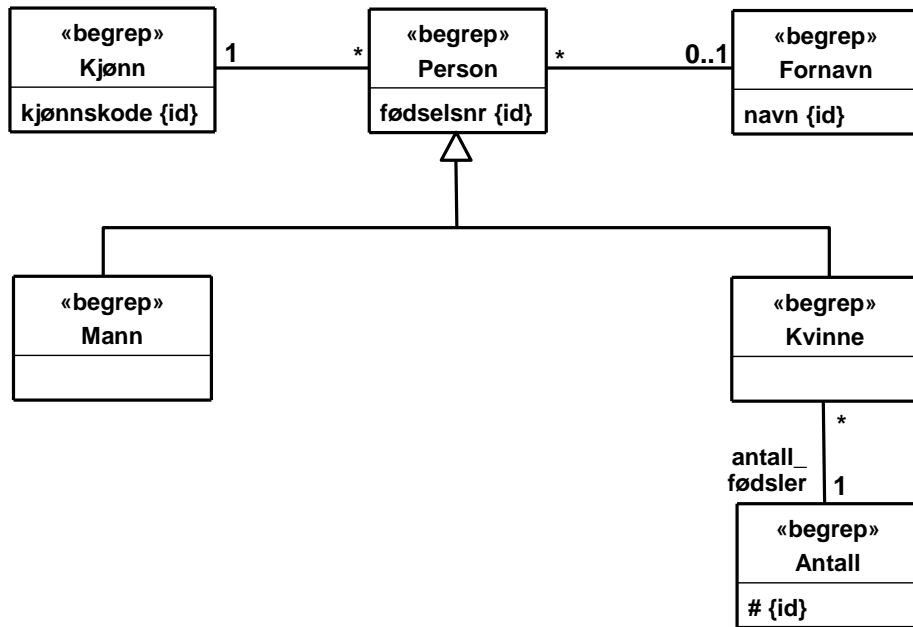 «begrep»
Kjønn
kjønnskode {id}
1
*
«begrep»
Person
fødselsnr {id}
*
0..1
«begrep»
Fornavn
navn {id}
«begrep»
Mann
«begrep»
Kvinne
*
antall_
fødsler
1
«begrep»
Antall
# {id}